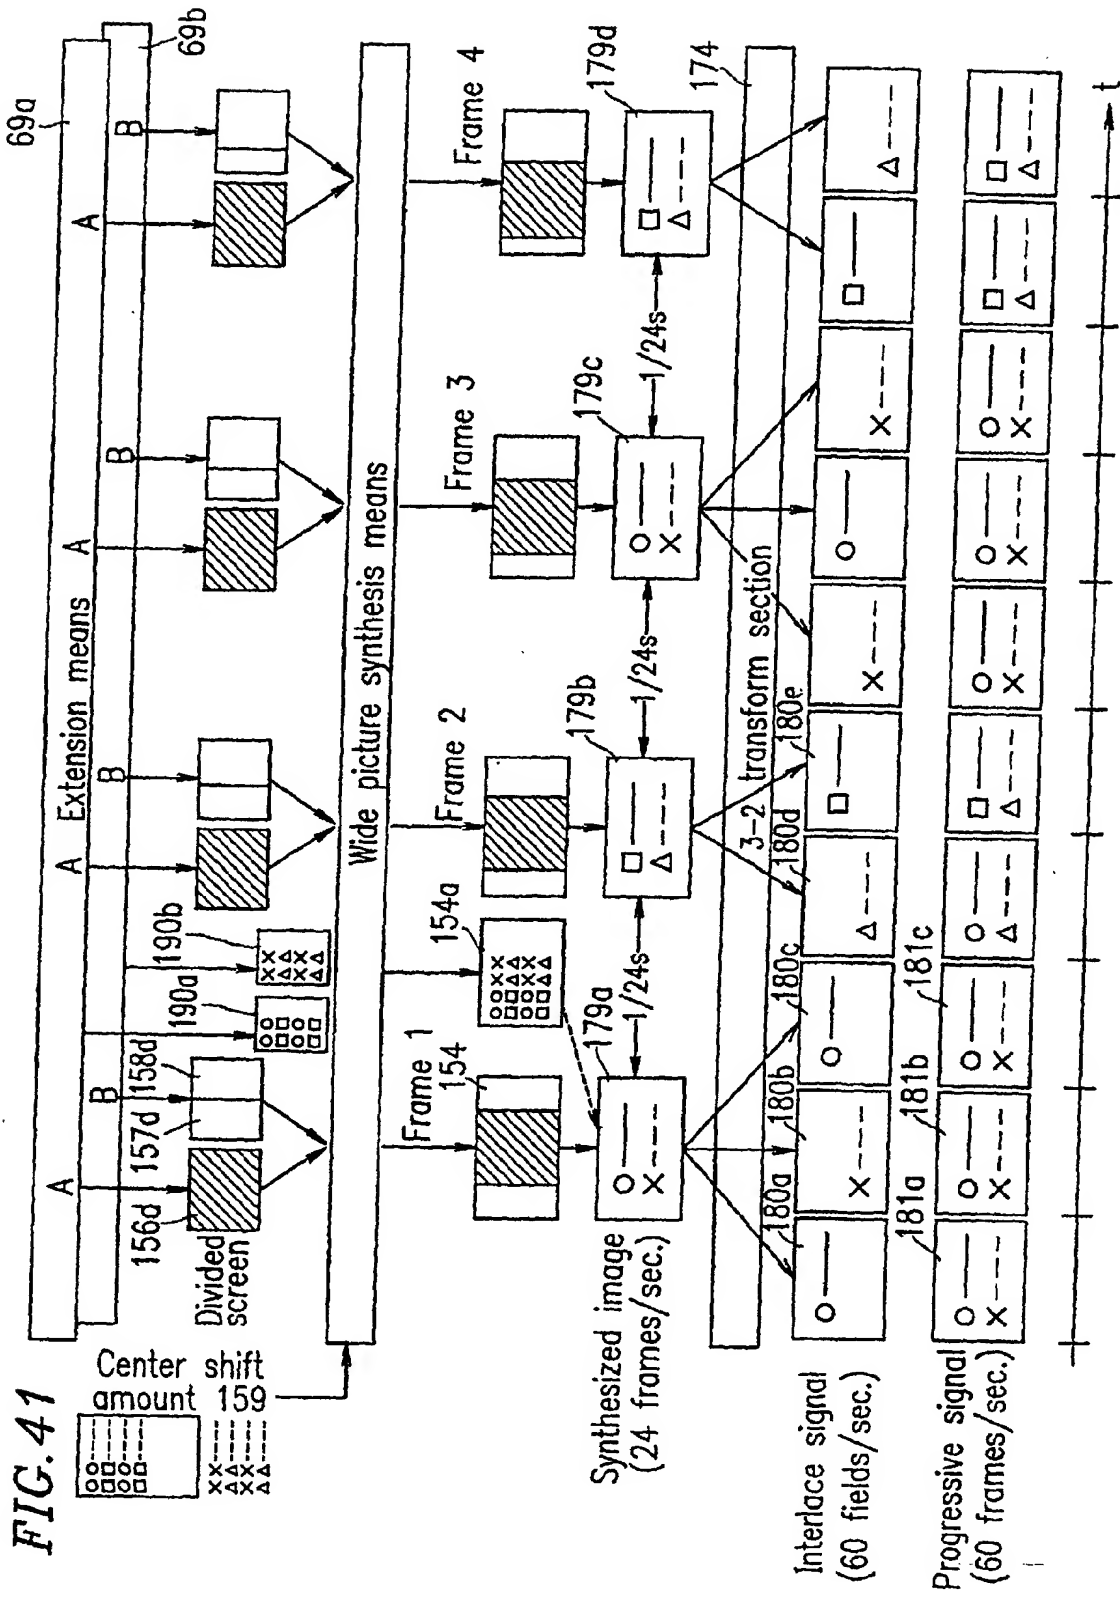 FIG.41
69a
69b
Extension means
A
B
A
B
A
B
A
B
156d
157d
158d
190a
190b
Divided
screen
Center shift
amount 159
Wide picture synthesis means
Frame 1
Frame 2
Frame 3
Frame 4
154
154a
179a
179b
179c
179d
1/24s
1/24s
1/24s
Synthesized image
(24 frames/sec.)
3-2 transform section
174
180a
180b
180c
180d
180e
Interlace signal
(60 fields/sec.)
181a
181b
181c
Progressive signal
(60 frames/sec.)
t